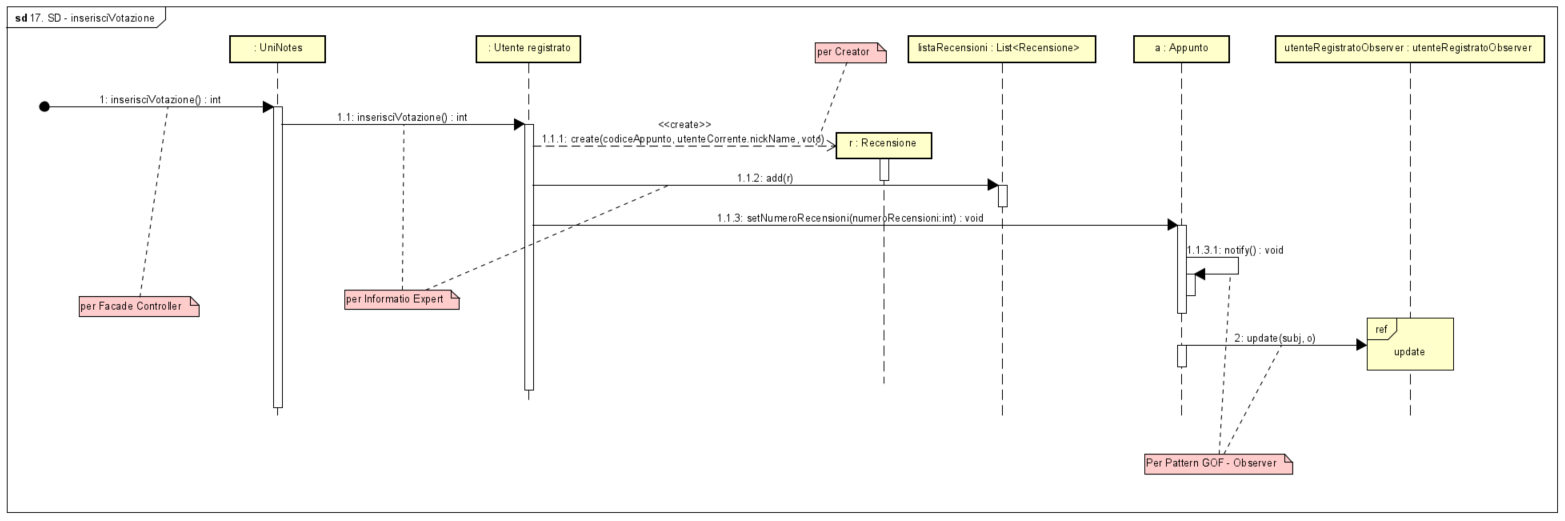 sd 17. SD - inserisciVotazione
: UniNotes
: Utente registrato
per Creator
listaRecensioni : List<Recensione>
a : Appunto
utenteRegistratoObserver : utenteRegistratoObserver
1: inserisciVotazione() : int
1.1: inserisciVotazione() : int
<<create>>
1.1.1: create(codiceAppunto, utenteCorrente.nickName, voto)
r : Recensione
1.1.2: add(r)
1.1.3: setNumeroRecensioni(numeroRecensioni:int) : void
1.1.3.1: notify() : void
per Facade Controller
per Informatio Expert
ref
2: update(subj, o)
update
Per Pattern GOF - Observer